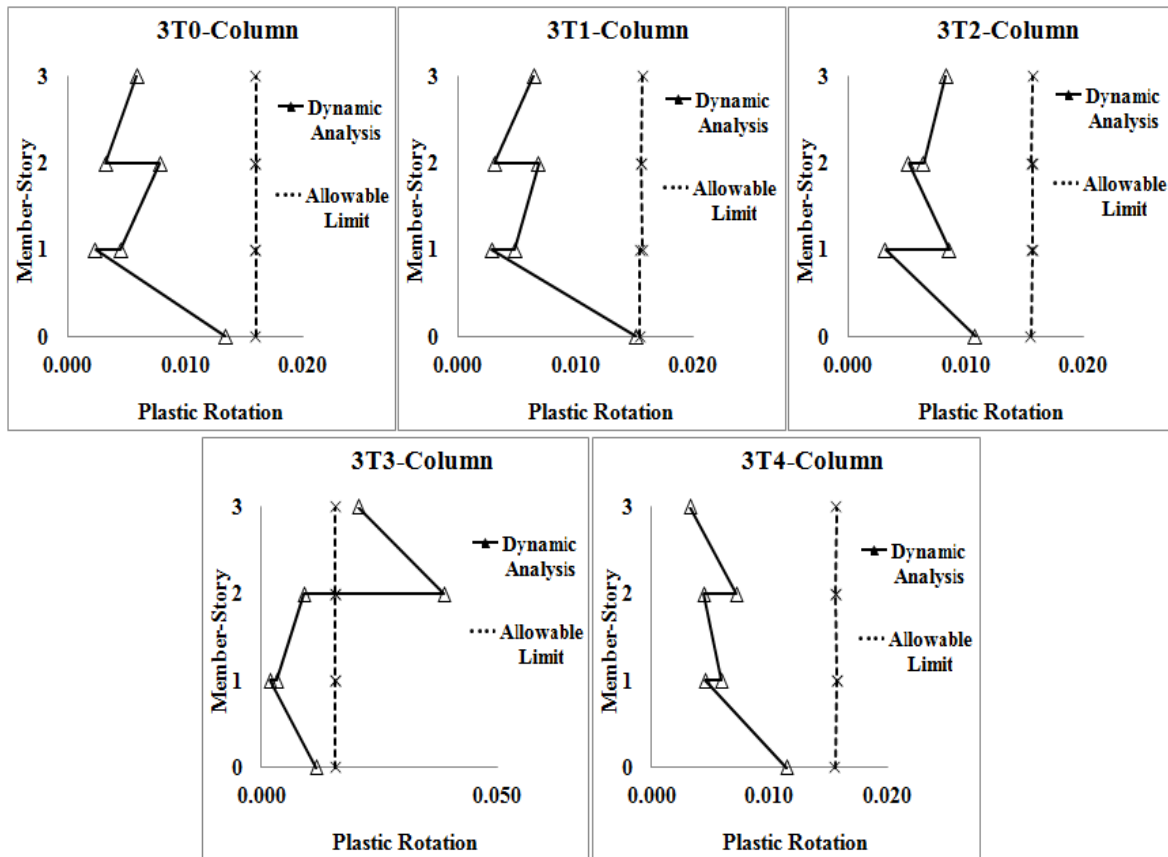 3T0-Column
Member-Story
3
2
1
0
0.000 0.010 0.020
Plastic Rotation
Dynamic
Analysis
Allowable
Limit
3T1-Column
Member-Story
3
2
1
0
0.000 0.010 0.020
Plastic Rotation
Dynamic
Analysis
Allowable
Limit
3T2-Column
Member-Story
3
2
1
0
0.000 0.010 0.020
Plastic Rotation
Dynamic
Analysis
Allowable
Limit
3T3-Column
Member-Story
3
2
1
0
0.000 0.050
Plastic Rotation
Dynamic
Analysis
Allowable
Limit
3T4-Column
Member-Story
3
2
1
0
0.000 0.010 0.020
Plastic Rotation
Dynamic
Analysis
Allowable
Limit